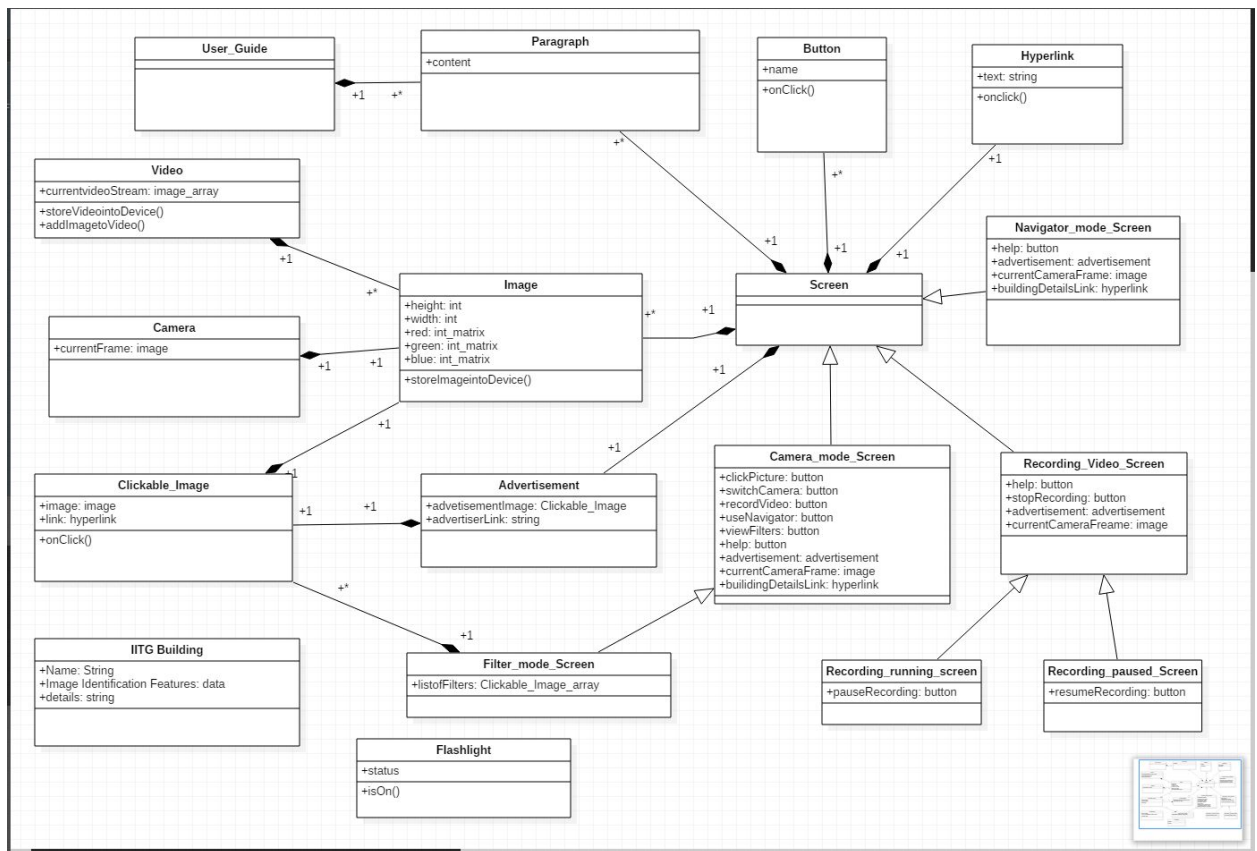 User_Guide
Paragraph
+content
Button
+name
+onClick()
Hyperlink
+text: string
+onclick()
+1
+*
Video
+currentvideoStream: image_array
+storeVideointoDevice()
+addImagetoVideo()
+*
+*
+1
Navigator_mode_Screen
+help: button
+advertisement: advertisement
+currentCameraFrame: image
+buildingDetailsLink: hyperlink
+1
+1
+1
+1
+*
Image
+height: int
+width: int
+red: int_matrix
+green: int_matrix
+blue: int_matrix
+storeImageintoDevice()
Screen
+*
+1
Camera
+currentFrame: image
+1
+1
+1
+1
+1
+1
Clickable_Image
+image: image
+link: hyperlink
+onClick()
+1
+1
Advertisement
+advetisementImage: Clickable_Image
+advertiserLink: string
Camera_mode_Screen
+clickPicture: button
+switchCamera: button
+recordVideo: button
+useNavigator: button
+viewFilters: button
+help: button
+advertisement: advertisement
+currentCameraFrame: image
+builidingDetailsLink: hyperlink
Recording_Video_Screen
+help: button
+stopRecording: button
+advertisement: advertisement
+currentCameraFreame: image
+*
+1
IITG Building
+Name: String
+Image Identification Features: data
+details: string
Filter_mode_Screen
+listofFilters: Clickable_Image_array
Recording_running_screen
+pauseRecording: button
Recording_paused_Screen
+resumeRecording: button
Flashlight
+status
+isOn()